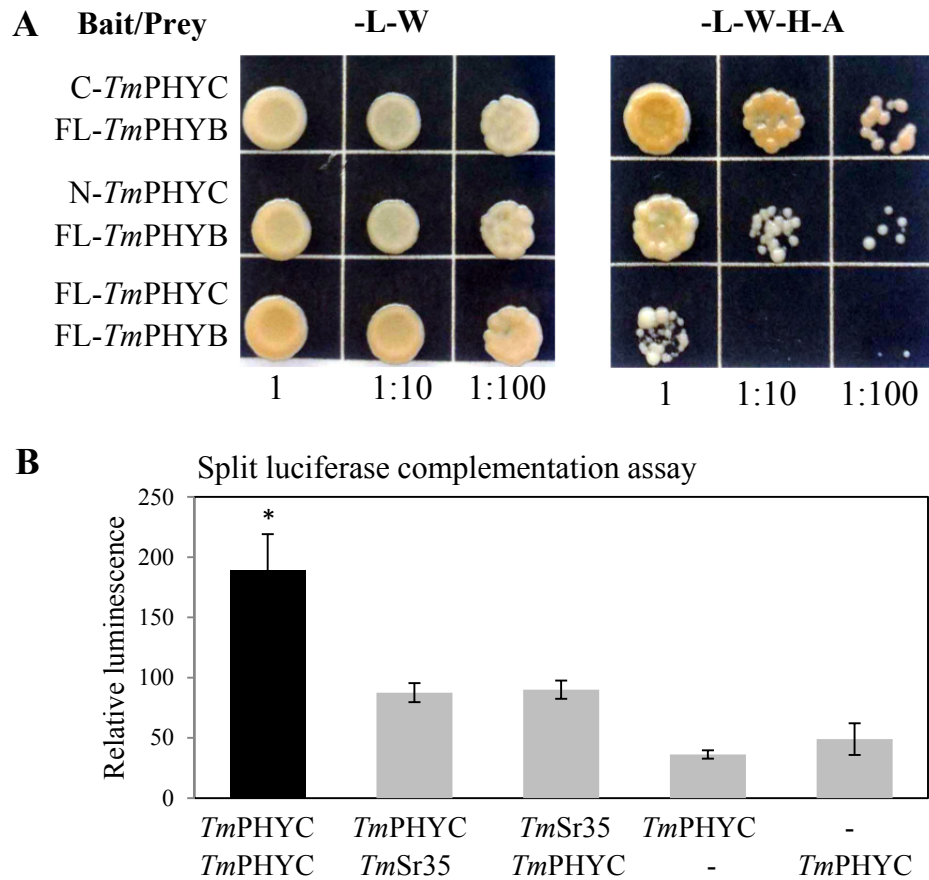 A Bait/Prey -L-W -L-W-H-A
C-TmPHYC
FL-TmPHYB
N-TmPHYC
FL-TmPHYB
FL-TmPHYC
FL-TmPHYB
1 1:10 1:100 1 1:10 1:100
B Split luciferase complementation assay
Relative luminescence
250
200
150
100
50
0
*
TmPHYC TmPHYC TmSr35 TmPHYC -
TmPHYC TmSr35 TmPHYC - TmPHYC